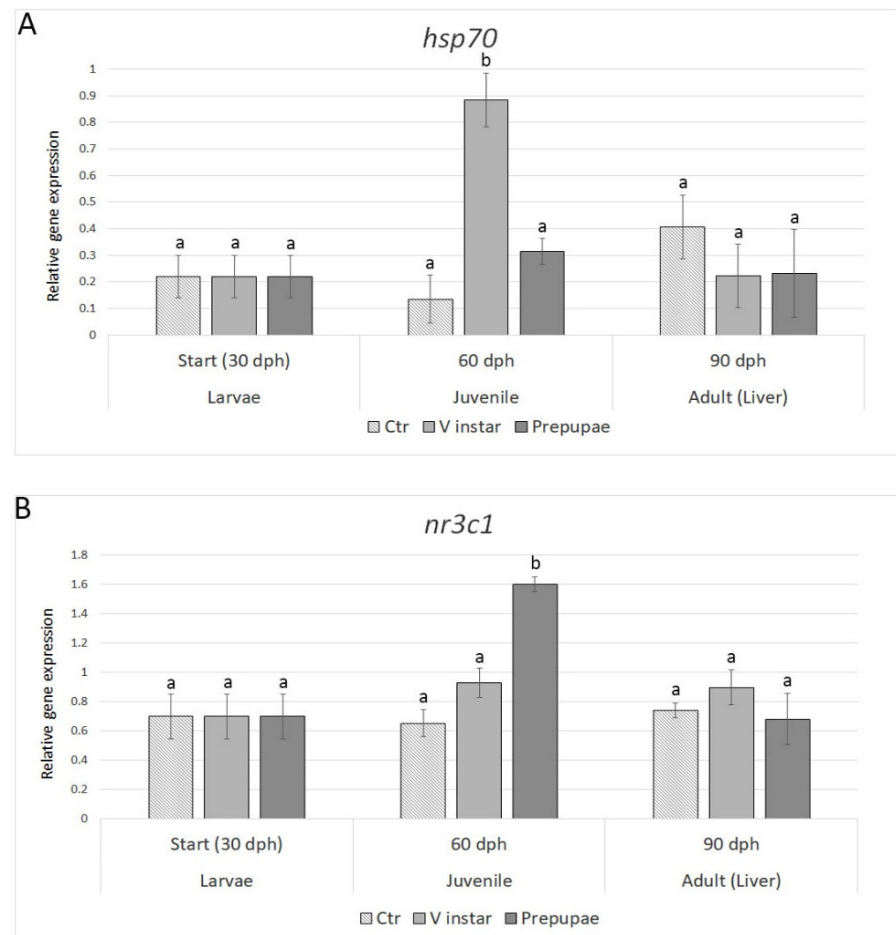 A
hsp70
b
1
0.9
0.8
0.7
0.6
0.5
0.4
0.3
0.2
0.1
0
Relative gene expression
a a a
a a
a a a
Start (30 dph) 60 dph 90 dph
Larvae Juvenile Adult (Liver)
Ctr V instar Prepupae
B
nr3c1
1.8
1.6
1.4
1.2
1
0.8
0.6
0.4
0.2
0
Relative gene expression
b
a a a
a a
a a a
Start (30 dph) 60 dph 90 dph
Larvae Juvenile Adult (Liver)
Ctr V instar Prepupae